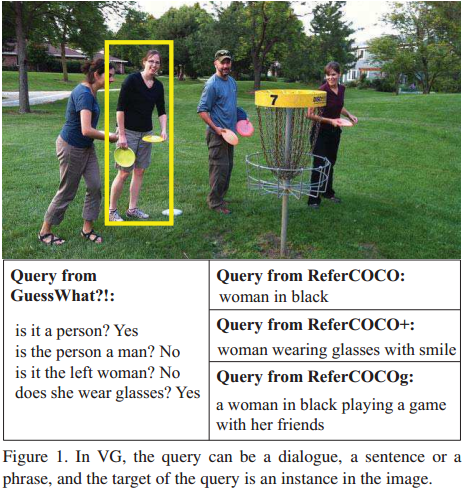 7
Query from
GuessWhat?!:
is it a person? Yes
is the person a man? No
is it the left woman? No
does she wear glasses? Yes
Query from ReferCOCO:
woman in black
Query from ReferCOCO+:
woman wearing glasses with smile
Query from ReferCOCOg:
a woman in black playing a game
with her friends
Figure 1. In VG, the query can be a dialogue, a sentence or a
phrase, and the target of the query is an instance in the image.